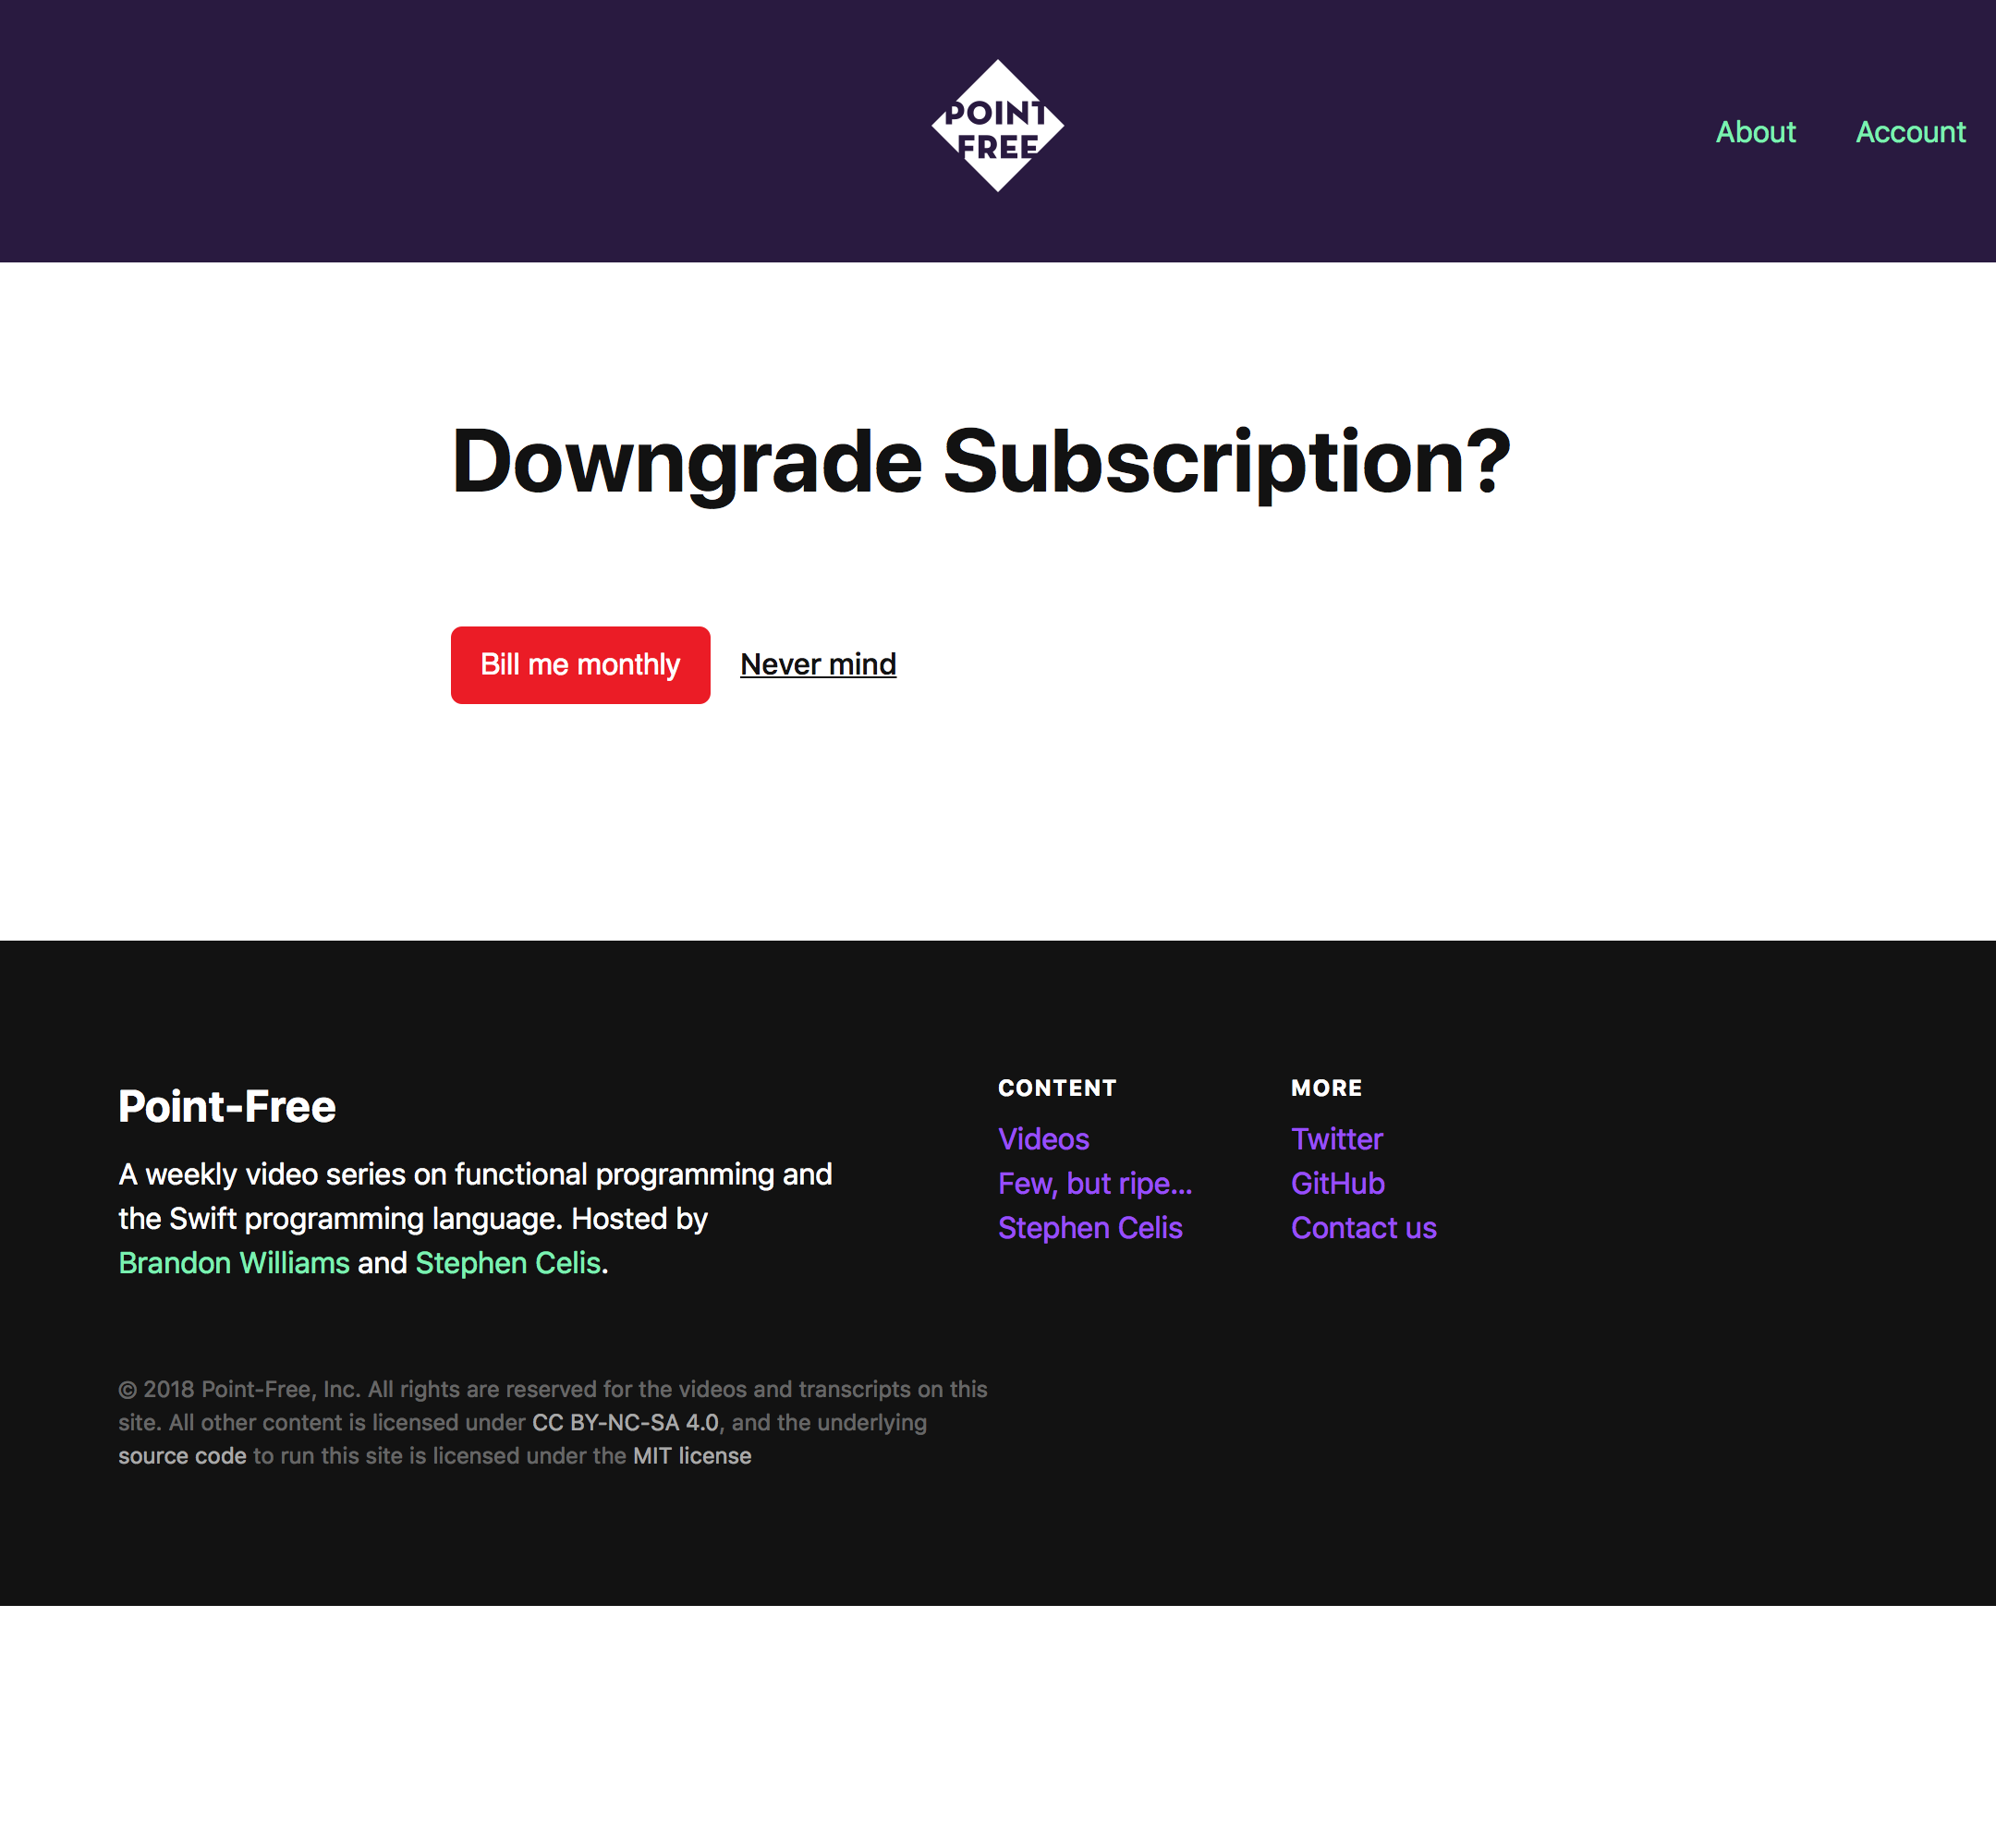 POINT
FREE
About Account
Downgrade Subscription?
Bill me monthly Never mind
Point-Free
A weekly video series on functional programming and
the Swift programming language. Hosted by
Brandon Williams and Stephen Celis.
CONTENT
Videos
Few, but ripe...
Stephen Celis
MORE
Twitter
GitHub
Contact us
© 2018 Point-Free, Inc. All rights are reserved for the videos and transcripts on this
site. All other content is licensed under CC BY-NC-SA 4.0, and the underlying
source code to run this site is licensed under the MIT license